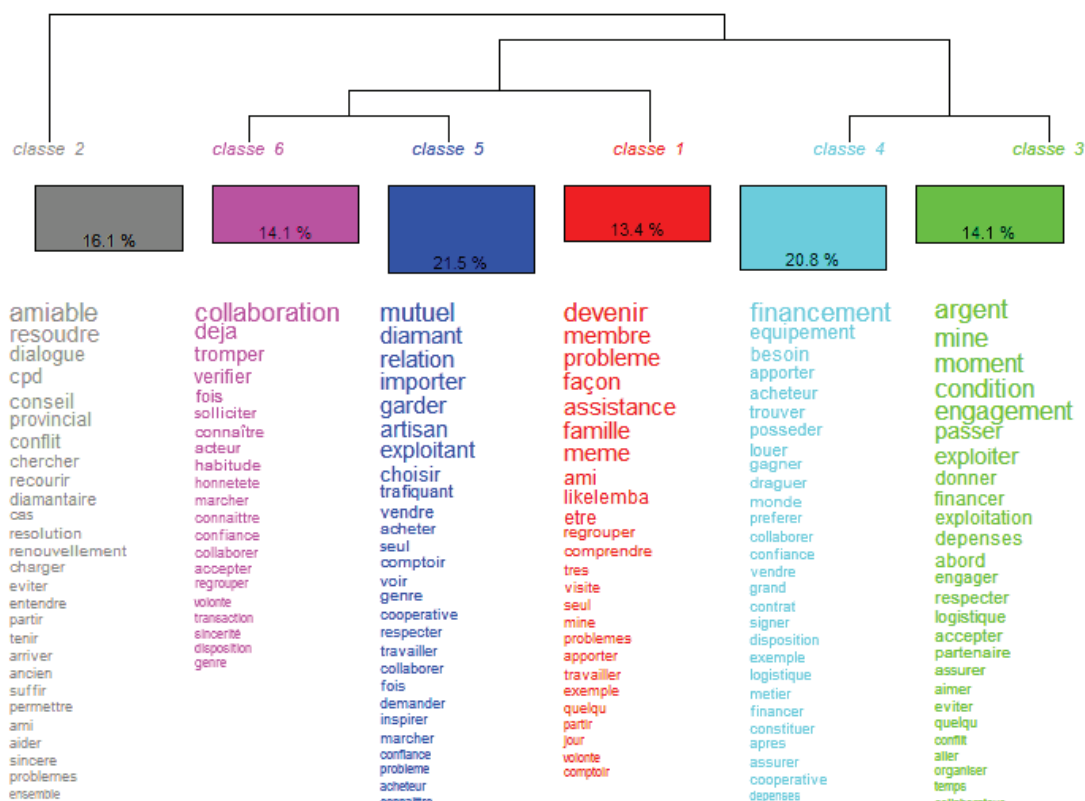 classe 2
classe 6
classe 5
classe 1
classe 4
classe 3
16.1 %
14.1 %
21.5 %
13.4 %
20.8 %
14.1 %
amiable
resoudre
dialogue
cpd
conseil
provincial
conflit
chercher
recourir
diamantaire
cas
resolution
renouvellement
charger
eviter
entendre
partir
tenir
arriver
ancien
suffir
permettre
ami
aider
sincere
problemes
ensemble
collaboration
deja
tromper
verifier
fois
solliciter
connaître
acteur
habitude
honnetete
marcher
connaittre
confiance
collaborer
accepter
regrouper
volonte
transaction
sincerité
disposition
genre
mutuel
diamant
relation
importer
garder
artisan
exploitant
choisir
trafiquant
vendre
acheter
seul
comptoir
voir
genre
cooperative
respecter
travailler
collaborer
fois
demander
inspirer
marcher
confiance
probleme
acheteur
devenir
membre
probleme
façon
assistance
famille
meme
ami
likelemba
etre
regrouper
comprendre
tres
visite
seul
mine
problemes
apporter
travailler
exemple
quelqu
partir
jour
volonte
comptoir
financement
equipement
besoin
apporter
acheteur
trouver
posseder
louer
gagner
draguer
monde
preferer
collaborer
confiance
vendre
grand
contrat
signer
disposition
exemple
logistique
metier
financer
constituer
apres
assurer
cooperative
depenses
argent
mine
moment
condition
engagement
passer
exploiter
donner
financer
exploitation
depenses
abord
engager
respecter
logistique
accepter
partenaire
assurer
aimer
eviter
quelqu
conflit
aller
organiser
temps